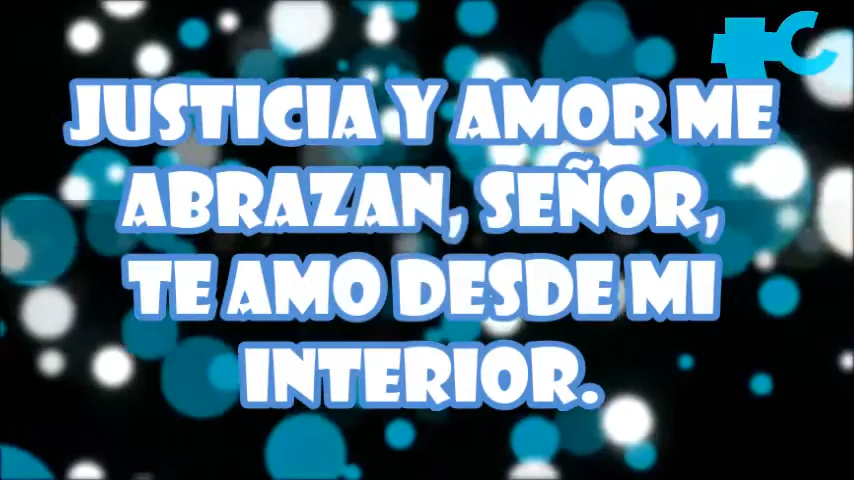 JUSTICIA Y AMOR ME
ABRAZAN, SEÑOR,
TE AMO DESDE MI
INTERIOR.